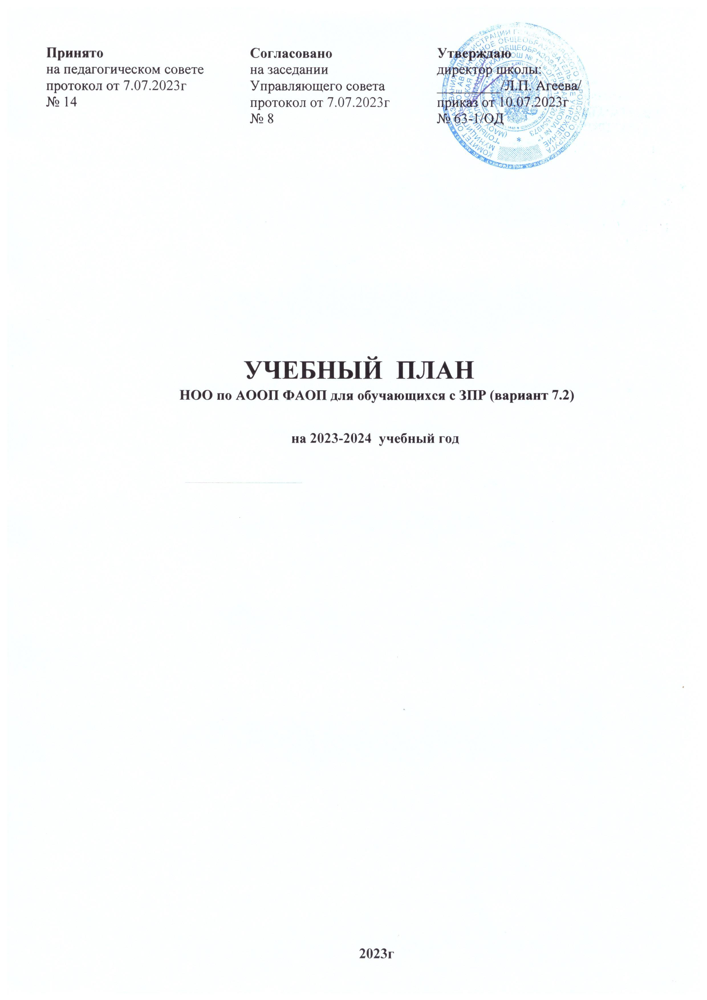 Принято
на педагогическом совете
протокол от 7.07.2023г
№ 14
Согласовано
на заседании
Управляющего совета
протокол от 7.07.2023г
№ 8
Утверждаю
директор школы:
__________/Л.П. Агеева/
приказ от 10.07.2023г
№ 63-1/ОД
УЧЕБНЫЙ ПЛАН
НОО по АООП ФАОП для обучающихся с ЗПР (вариант 7.2)
на 2023-2024 учебный год
2023г